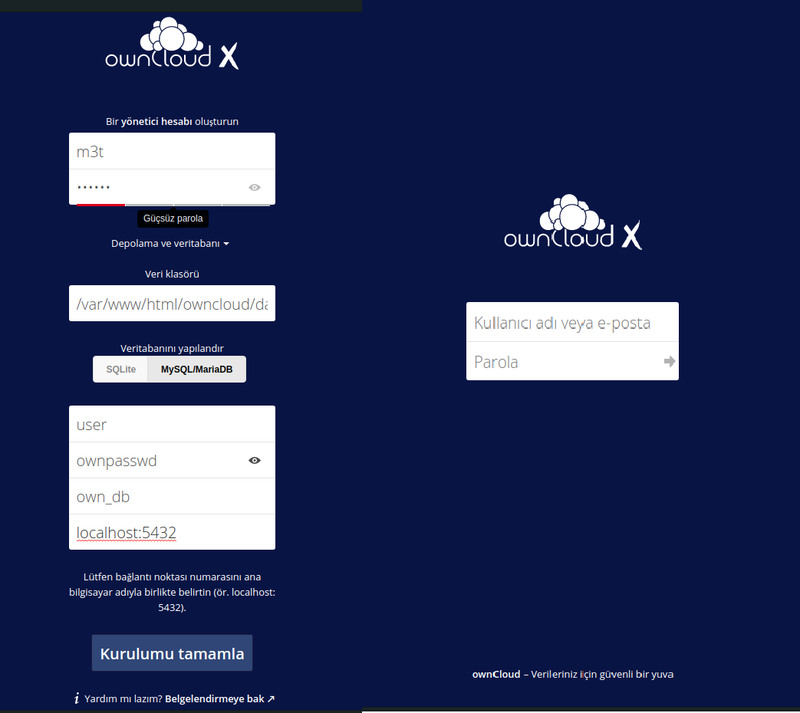 ownCloud X
Bir yönetici hesabı oluşturun
m3t
••••••
Güçsüz parola
Depolama ve veritabanı
Veri klasörü
/var/www/html/owncloud/da
Veritabanını yapılandır
SQLite MySQL/MariaDB
user
ownpasswd
own_db
localhost:5432
Lütfen bağlantı noktası numarasını ana
bilgisayar adıyla birlikte belirtin (ör. localhost:
5432).
Kurulumu tamamla
i Yardım mı lazım? Belgelendirmeye bak ↗
ownCloud X
Kullanıcı adı veya e-posta
Parola
ownCloud – Verileriniz için güvenli bir yuva